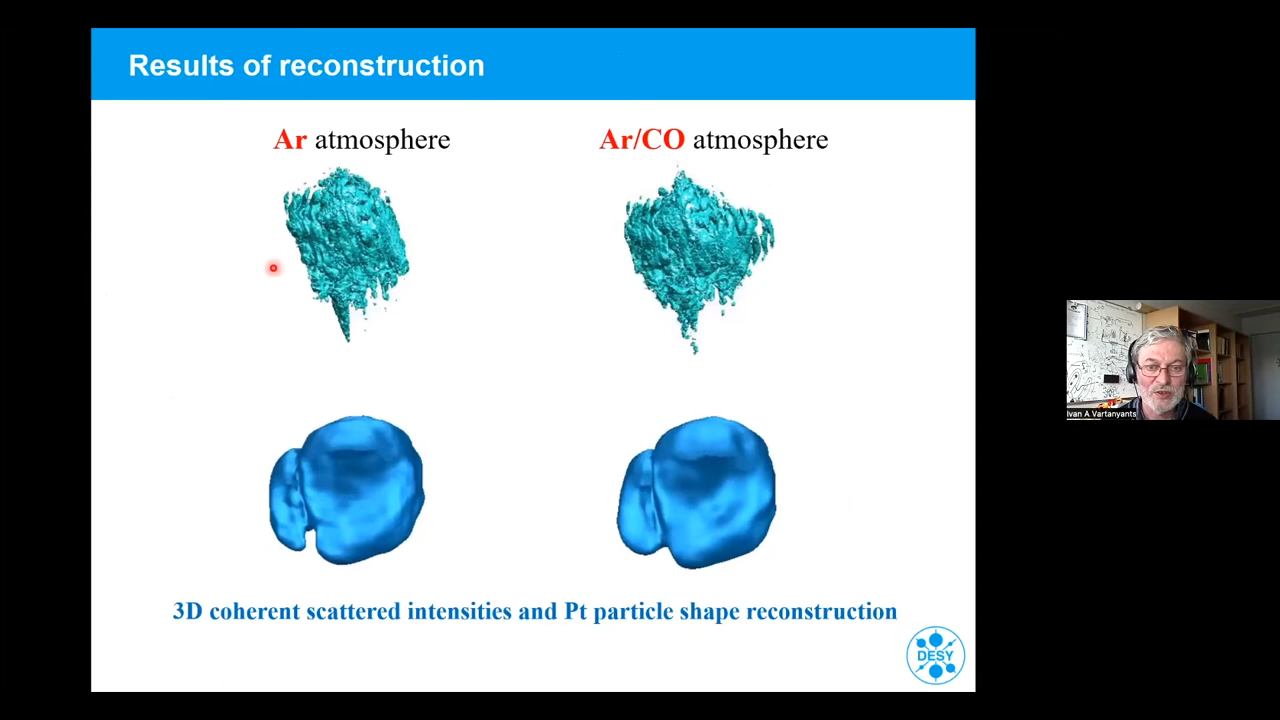 Results of reconstruction
Ar atmosphere
Ar/CO atmosphere
3D coherent scattered intensities and Pt particle shape reconstruction
DESY
Ivan A Vartanyants